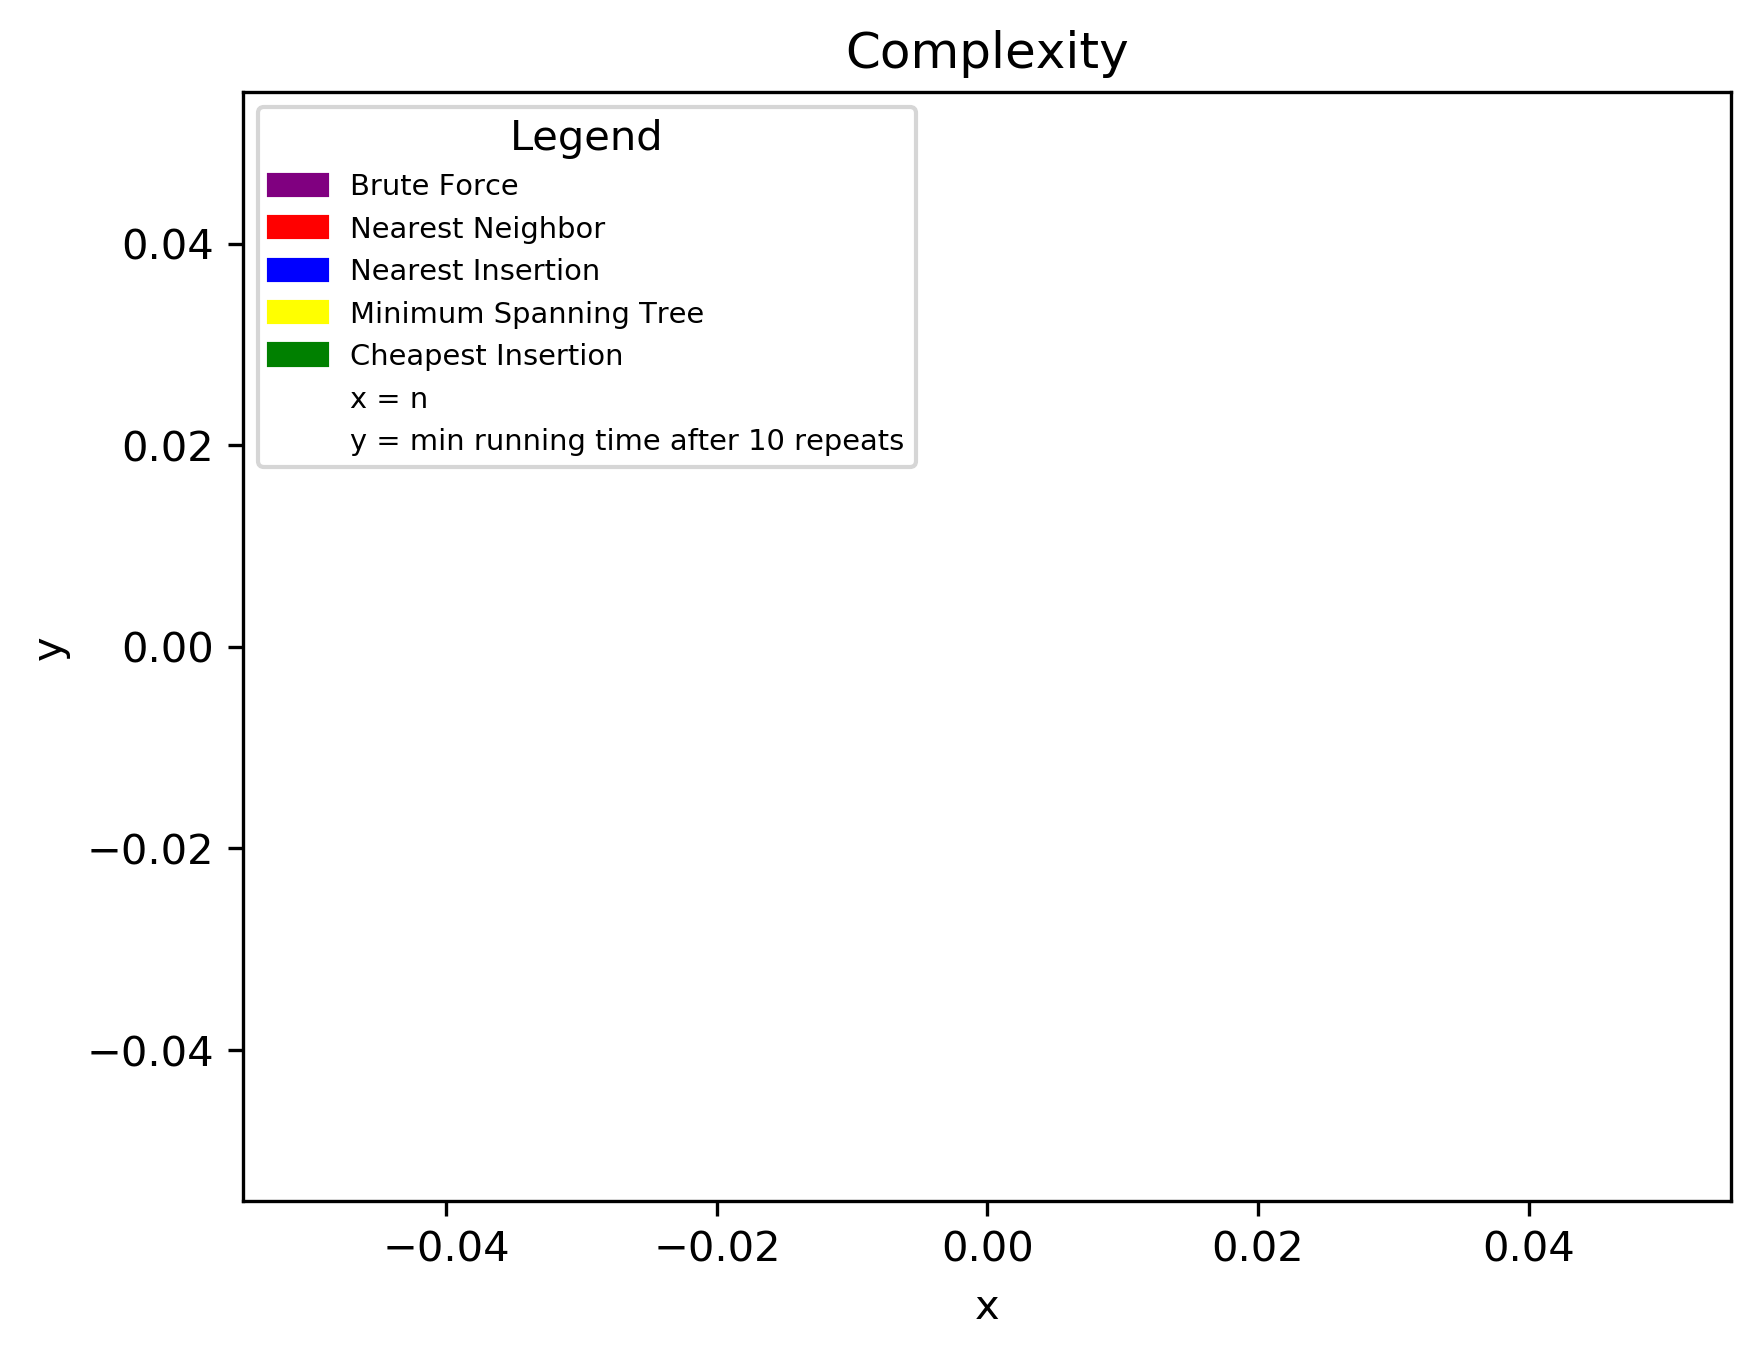 Complexity
Legend
Brute Force
Nearest Neighbor
Nearest Insertion
Minimum Spanning Tree
Cheapest Insertion
x = n
y = min running time after 10 repeats
0.04
0.02
0.00
−0.02
−0.04
y
−0.04 −0.02 0.00 0.02 0.04
x